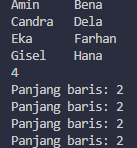 Amin Bena
Candra Dela
Eka Farhan
Gisel Hana
4
Panjang baris: 2
Panjang baris: 2
Panjang baris: 2
Panjang baris: 2